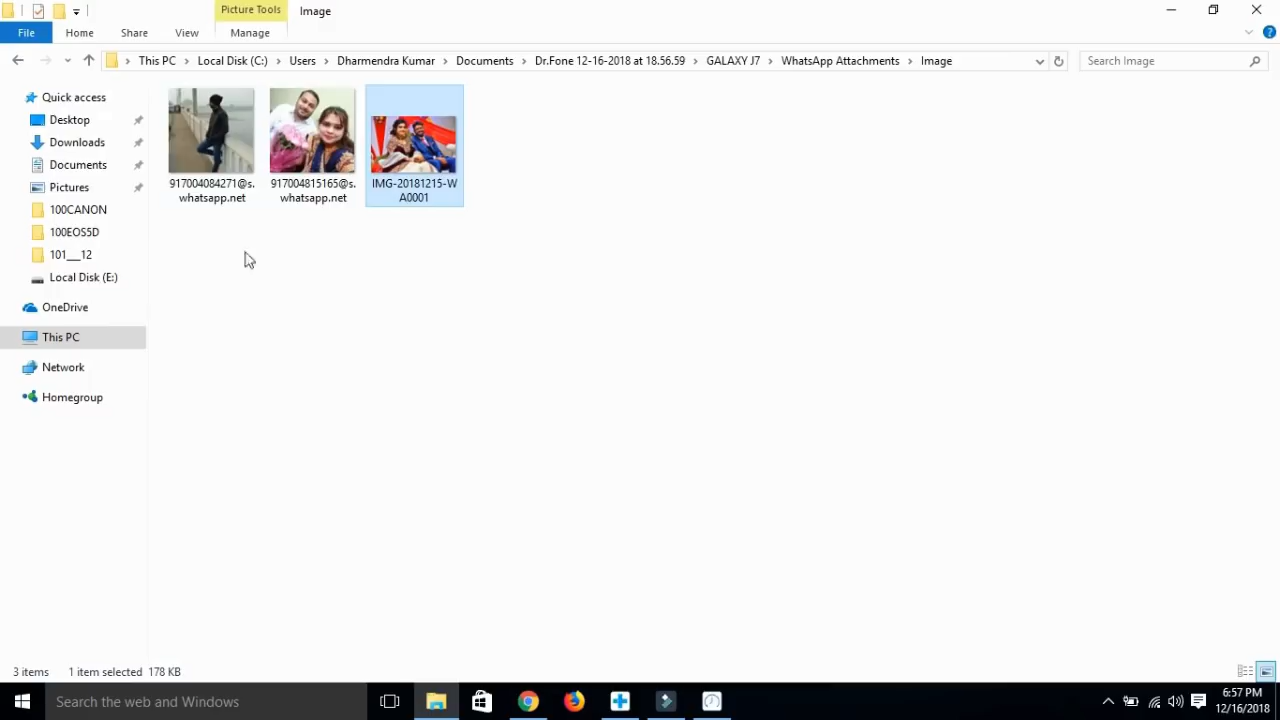 Picture Tools Image
File Home Share View Manage
This PC Local Disk (C:) Users Dharmendra Kumar Documents Dr.Fone 12-16-2018 at 18.56.59 GALAXY J7 WhatsApp Attachments Image Search Image
Quick access
Desktop
Downloads
Documents
Pictures
100CANON
100EOS5D
101___12
Local Disk (E:)
OneDrive
This PC
Network
Homegroup
917004084271@s.
whatsapp.net
917004815165@s.
whatsapp.net
IMG-20181215-W
A0001
3 items 1 item selected 178 KB
Search the web and Windows
6:57 PM
12/16/2018